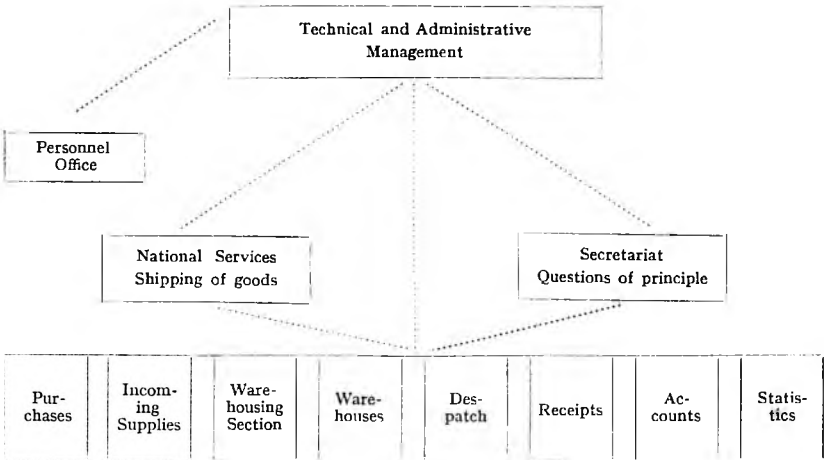 Technical and Administrative
Management
Personnel
Office
National Services
Shipping of goods
Secretariat
Questions of principle
Pur-
chases
Incom-
ing
Supplies
Ware-
housing
Section
Ware-
houses
Des-
patch
Receipts
Ac-
counts
Statis-
tics